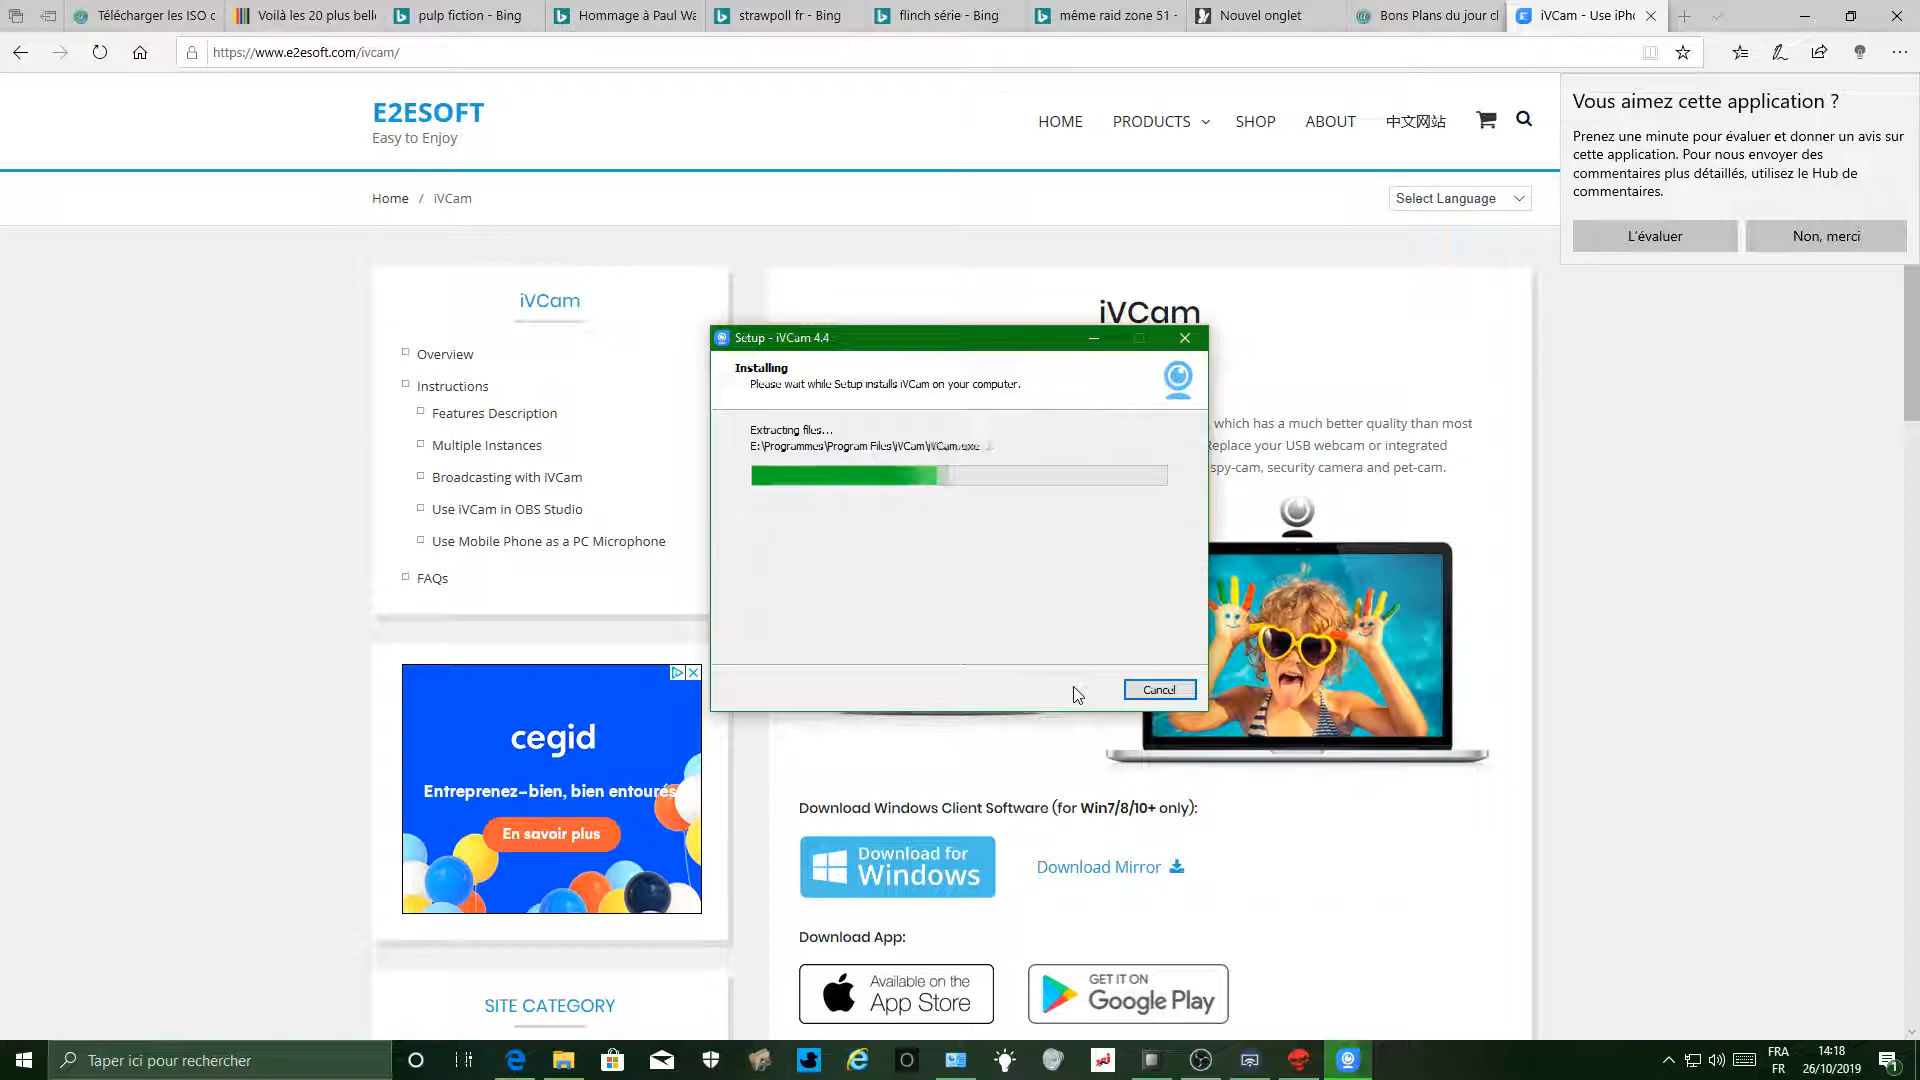 Télécharger les ISO c
Voilà les 20 plus bell
pulp fiction - Bing
Hommage à Paul Wa
strawpoll fr - Bing
flinch série - Bing
même raid zone 51 -
Nouvel onglet
Bons Plans du jour cl
iVCam - Use iPho
https://www.e2esoft.com/ivcam/
E2ESOFT
Easy to Enjoy
HOME
PRODUCTS
SHOP
ABOUT
中文网站
Vous aimez cette application ?
Prenez une minute pour évaluer et donner un avis sur
cette application. Pour nous envoyer des
commentaires plus détaillés, utilisez le Hub de
commentaires.
L'évaluer
Non, merci
Home / iVCam
Select Language
iVCam
Overview
Instructions
Features Description
Multiple Instances
Broadcasting with iVCam
Use iVCam in OBS Studio
Use Mobile Phone as a PC Microphone
FAQs
iVCam
Setup - iVCam 4.4
Installing
Please wait while Setup installs iVCam on your computer.
Extracting files...
E:\Programmes\Program Files\iVCam\iVCam.exe
Cancel
which has a much better quality than most
Replace your USB webcam or integrated
spy-cam, security camera and pet-cam.
cegid
Entreprenez-bien, bien entourés
En savoir plus
Download Windows Client Software (for Win7/8/10+ only):
Download for
Windows
Download Mirror
Download App:
Available on the
App Store
GET IT ON
Google Play
SITE CATEGORY
Taper ici pour rechercher
FRA
FR
14:18
26/10/2019
1